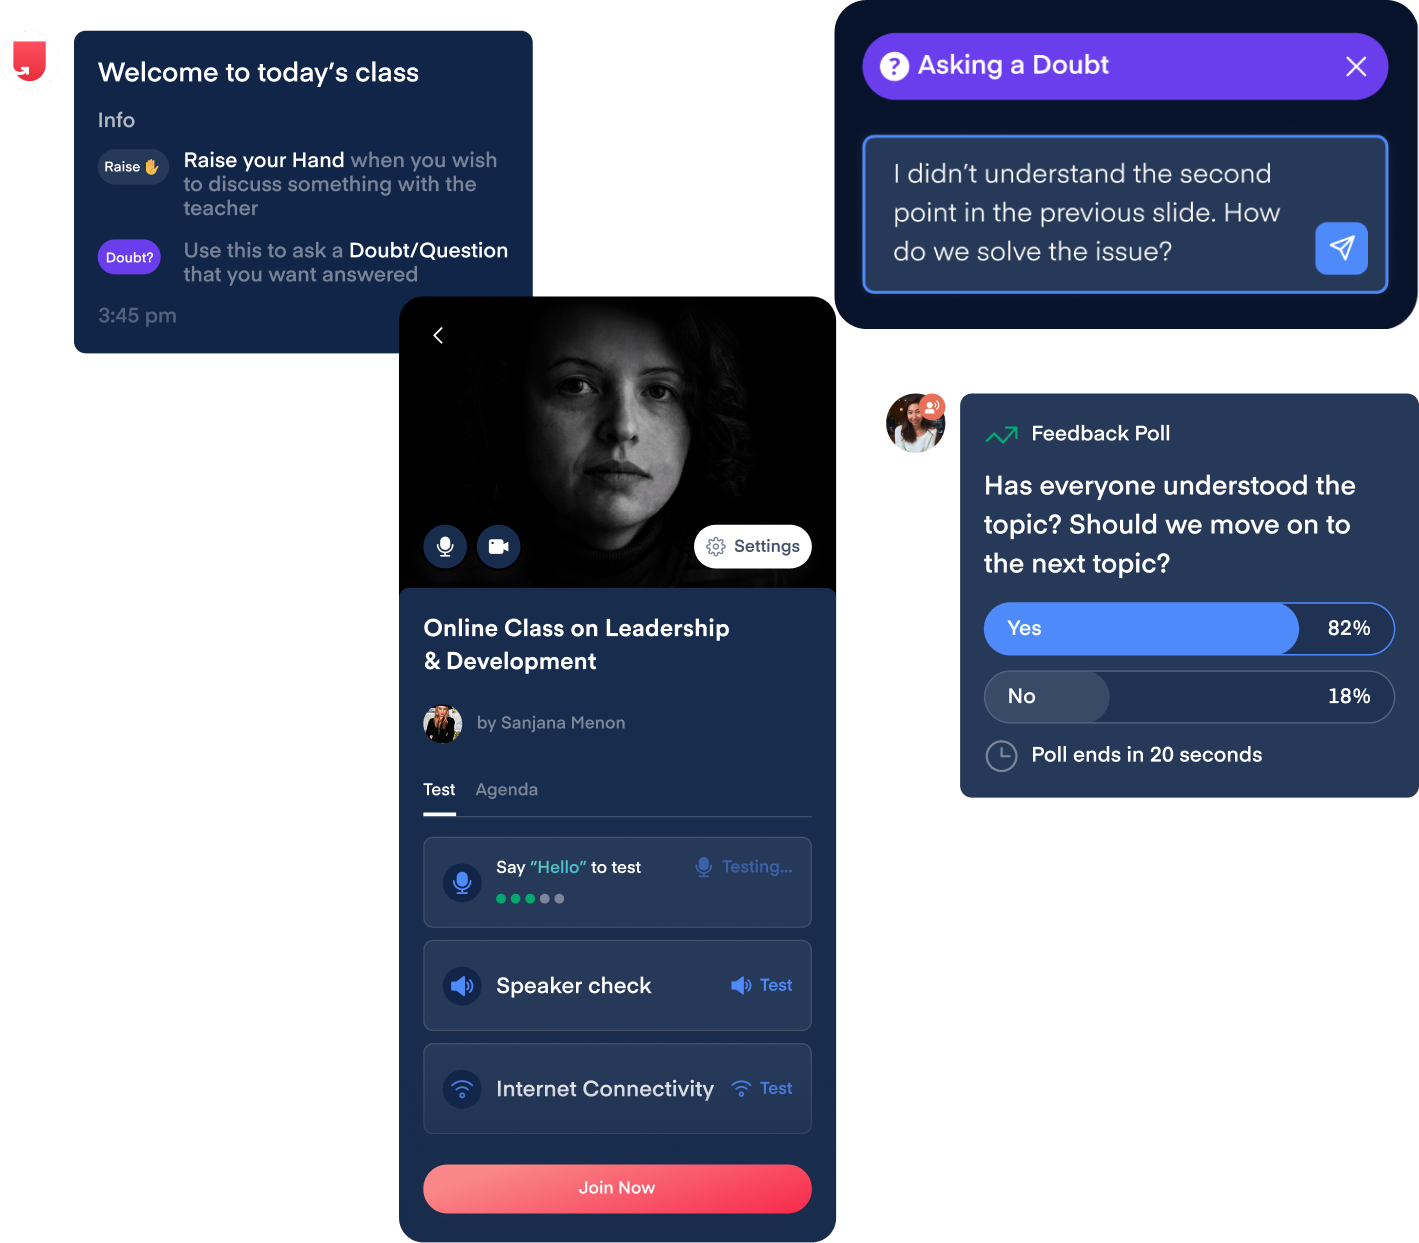 Welcome to today's class
Info
Raise ✋
Raise your Hand when you wish
to discuss something with the
teacher
Doubt?
Use this to ask a Doubt/Question
that you want answered
3:45 pm
Asking a Doubt
I didn't understand the second
point in the previous slide. How
do we solve the issue?
Settings
Online Class on Leadership
& Development
by Sanjana Menon
Test Agenda
Say “Hello” to test
Testing...
Speaker check
Test
Internet Connectivity
Test
Join Now
Feedback Poll
Has everyone understood the
topic? Should we move on to
the next topic?
Yes 82%
No 18%
Poll ends in 20 seconds